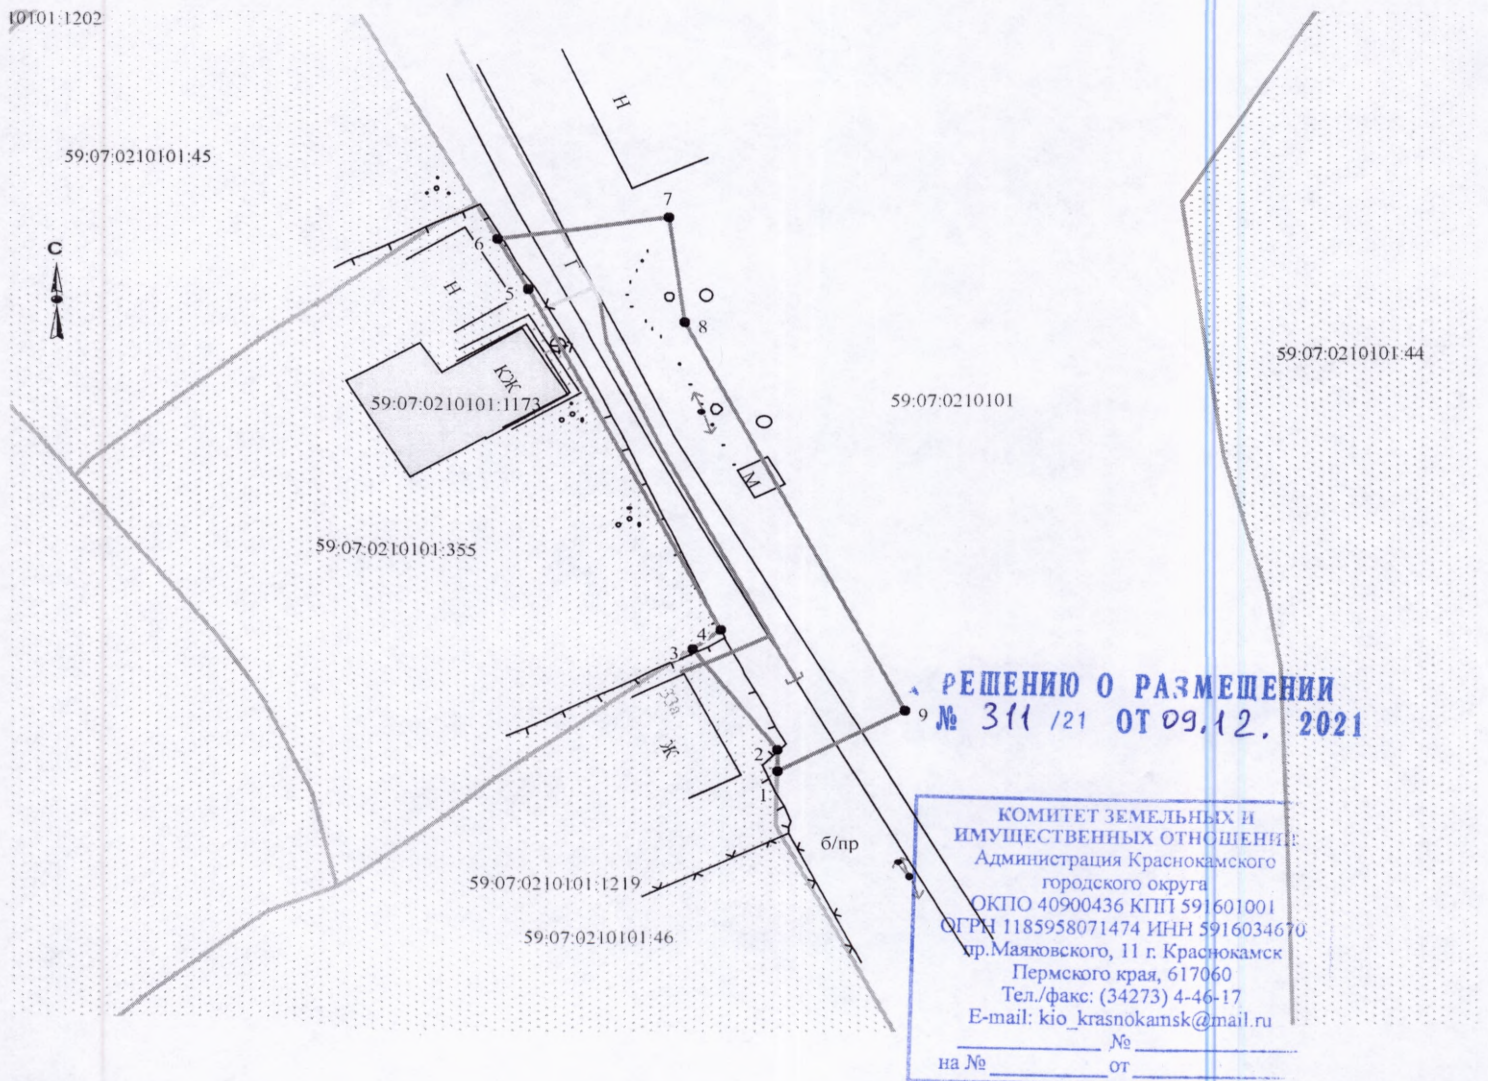 10101:1202
59:07:0210101:45
Н
7
С
6
5
Н
Г
8
КЖ
59:07:0210101:1173
59:07:0210101:44
59:07:0210101
М
59:07:0210101:355
4
3
33а
Ж
2
1
9
РЕШЕНИЮ О РАЗМЕЩЕНИИ
№ 311 /21 ОТ 09.12. 2021
б/пр
59:07:0210101:1219
59:07:0210101:46
КОМИТЕТ ЗЕМЕЛЬНЫХ И
ИМУЩЕСТВЕННЫХ ОТНОШЕНИ
Администрация Краснокамского
городского округа
ОКПО 40900436 КПП 591601001
ОГРН 1185958071474 ИНН 5916034670
пр.Маяковского, 11 г. Краснокамск
Пермского края, 617060
Тел./факс: (34273) 4-46-17
E-mail: kio_krasnokamsk@mail.ru
№
на № от